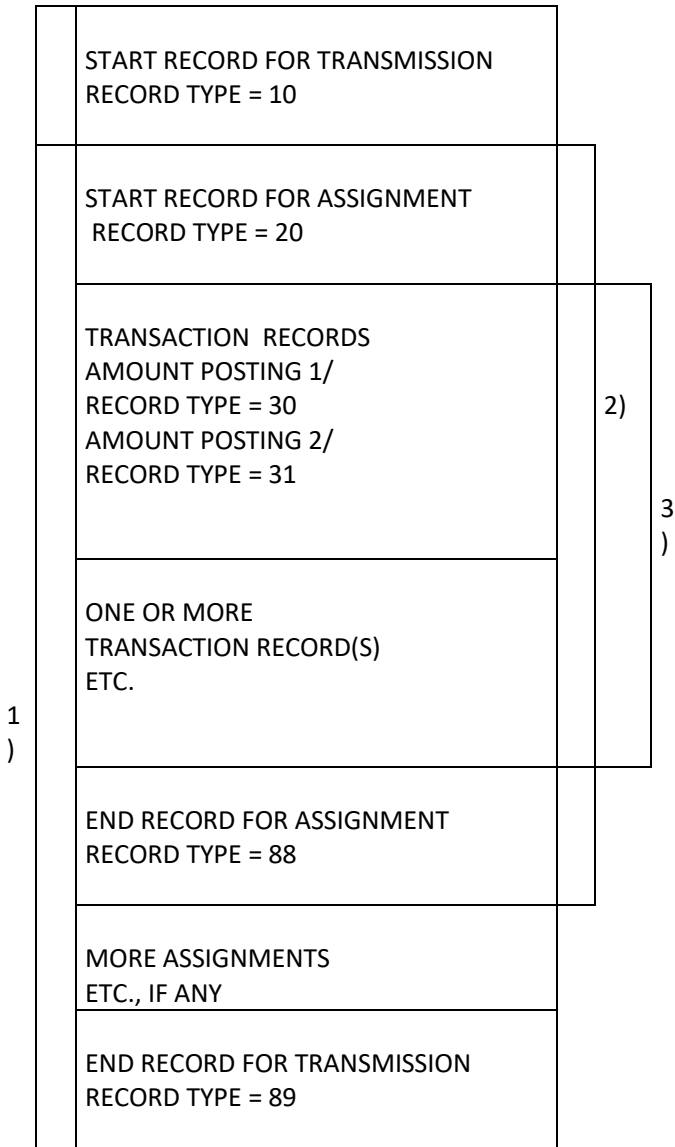 START RECORD FOR TRANSMISSION
RECORD TYPE = 10
START RECORD FOR ASSIGNMENT
RECORD TYPE = 20
TRANSACTION RECORDS
AMOUNT POSTING 1/
RECORD TYPE = 30
AMOUNT POSTING 2/
RECORD TYPE = 31
2)
3
)
ONE OR MORE
TRANSACTION RECORD(S)
ETC.
1
)
END RECORD FOR ASSIGNMENT
RECORD TYPE = 88
MORE ASSIGNMENTS
ETC., IF ANY
END RECORD FOR TRANSMISSION
RECORD TYPE = 89